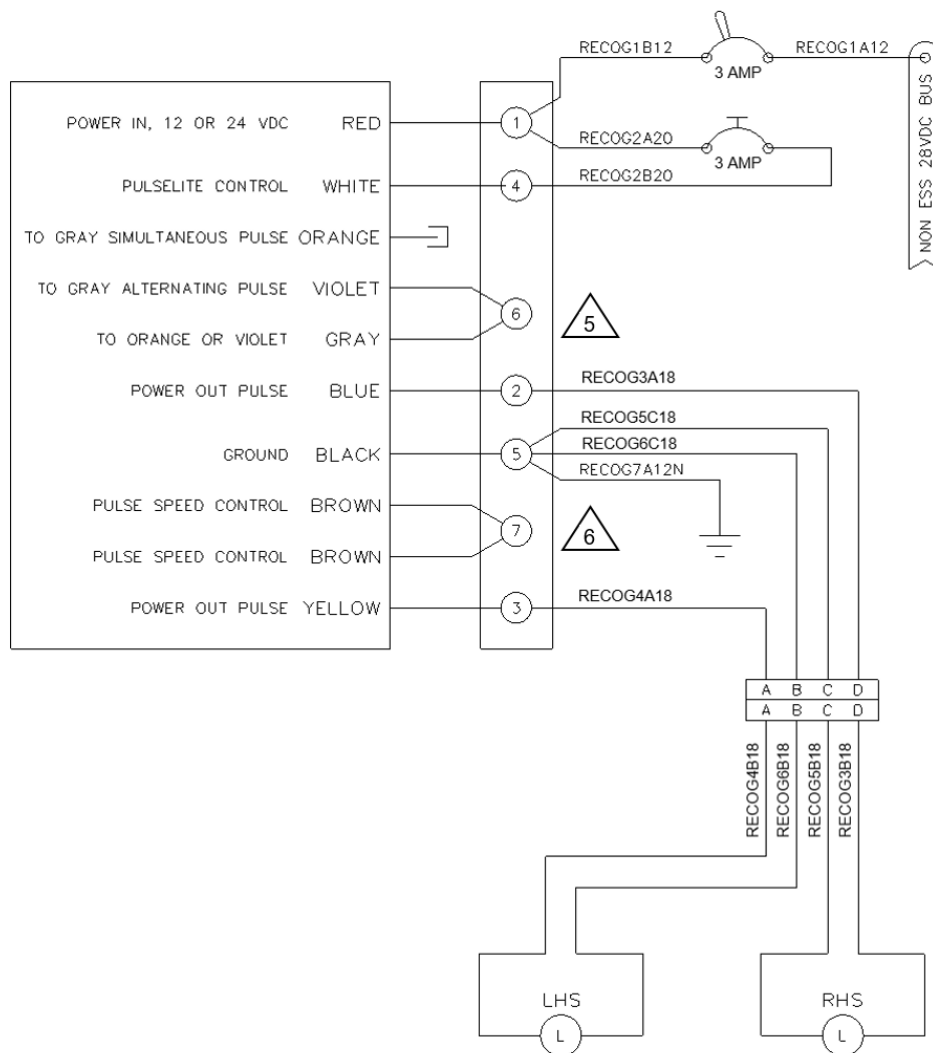 RECOG1B12
RECOG1A12
3 AMP
NON ESS 28VDC BUS
POWER IN, 12 OR 24 VDC RED
1
RECOG2A20
3 AMP
PULSELITE CONTROL WHITE
4
RECOG2B20
TO GRAY SIMULTANEOUS PULSE ORANGE
TO GRAY ALTERNATING PULSE VIOLET
6
5
TO ORANGE OR VIOLET GRAY
POWER OUT PULSE BLUE
2
RECOG3A18
RECOG5C18
GROUND BLACK
5
RECOG6C18
RECOG7A12N
PULSE SPEED CONTROL BROWN
7
6
PULSE SPEED CONTROL BROWN
POWER OUT PULSE YELLOW
3
RECOG4A18
A B C D
A B C D
RECOG4B18
RECOG6B18
RECOG5B18
RECOG3B18
LHS
L
RHS
L